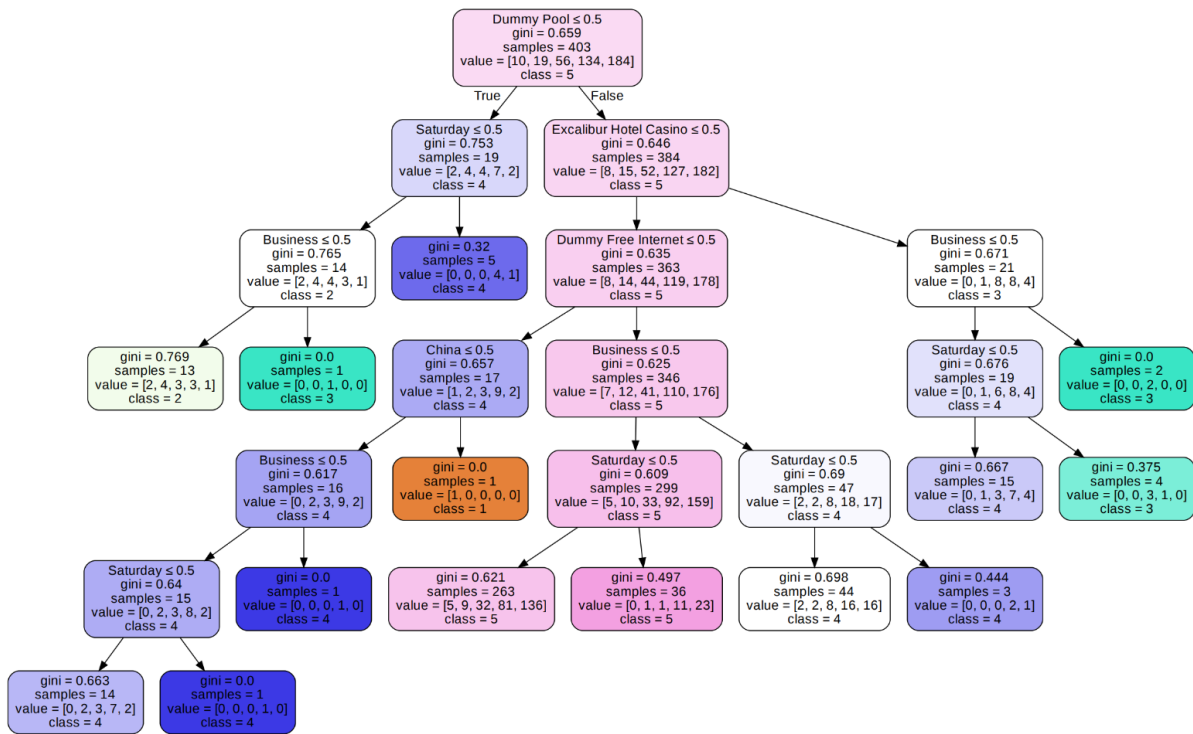 Dummy Pool ≤ 0.5
gini = 0.659
samples = 403
value = [10, 19, 56, 134, 184]
class = 5
True
False
Saturday ≤ 0.5
gini = 0.753
samples = 19
value = [2, 4, 4, 7, 2]
class = 4
Excalibur Hotel Casino ≤ 0.5
gini = 0.646
samples = 384
value = [8, 15, 52, 127, 182]
class = 5
Business ≤ 0.5
gini = 0.765
samples = 14
value = [2, 4, 4, 3, 1]
class = 2
gini = 0.32
samples = 5
value = [0, 0, 0, 4, 1]
class = 4
Dummy Free Internet ≤ 0.5
gini = 0.635
samples = 363
value = [8, 14, 44, 119, 178]
class = 5
Business ≤ 0.5
gini = 0.671
samples = 21
value = [0, 1, 8, 8, 4]
class = 3
gini = 0.769
samples = 13
value = [2, 4, 3, 3, 1]
class = 2
gini = 0.0
samples = 1
value = [0, 0, 1, 0, 0]
class = 3
China ≤ 0.5
gini = 0.657
samples = 17
value = [1, 2, 3, 9, 2]
class = 4
Business ≤ 0.5
gini = 0.625
samples = 346
value = [7, 12, 41, 110, 176]
class = 5
Saturday ≤ 0.5
gini = 0.676
samples = 19
value = [0, 1, 6, 8, 4]
class = 4
gini = 0.0
samples = 2
value = [0, 0, 2, 0, 0]
class = 3
Business ≤ 0.5
gini = 0.617
samples = 16
value = [0, 2, 3, 9, 2]
class = 4
gini = 0.0
samples = 1
value = [1, 0, 0, 0, 0]
class = 1
Saturday ≤ 0.5
gini = 0.609
samples = 299
value = [5, 10, 33, 92, 159]
class = 5
Saturday ≤ 0.5
gini = 0.69
samples = 47
value = [2, 2, 8, 18, 17]
class = 4
gini = 0.667
samples = 15
value = [0, 1, 3, 7, 4]
class = 4
gini = 0.375
samples = 4
value = [0, 0, 3, 1, 0]
class = 3
Saturday ≤ 0.5
gini = 0.64
samples = 15
value = [0, 2, 3, 8, 2]
class = 4
gini = 0.0
samples = 1
value = [0, 0, 0, 1, 0]
class = 4
gini = 0.621
samples = 263
value = [5, 9, 32, 81, 136]
class = 5
gini = 0.497
samples = 36
value = [0, 1, 1, 11, 23]
class = 5
gini = 0.698
samples = 44
value = [2, 2, 8, 16, 16]
class = 4
gini = 0.444
samples = 3
value = [0, 0, 0, 2, 1]
class = 4
gini = 0.663
samples = 14
value = [0, 2, 3, 7, 2]
class = 4
gini = 0.0
samples = 1
value = [0, 0, 0, 1, 0]
class = 4